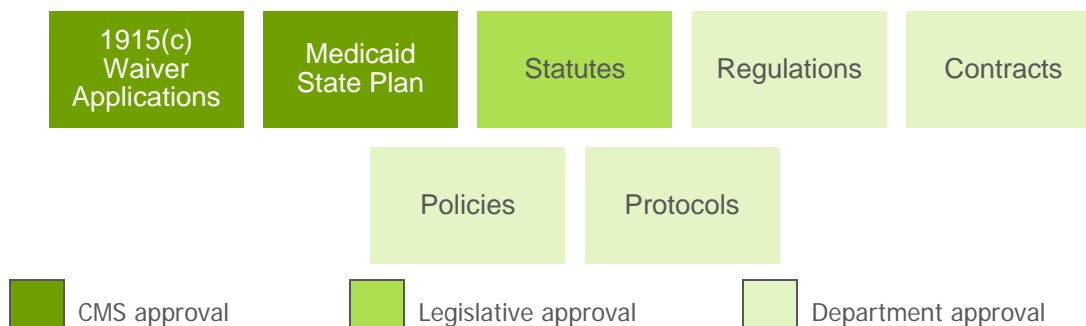 1915(c)
Waiver
Applications
Medicaid
State Plan
Statutes
Regulations
Contracts
Policies
Protocols
CMS approval
Legislative approval
Department approval